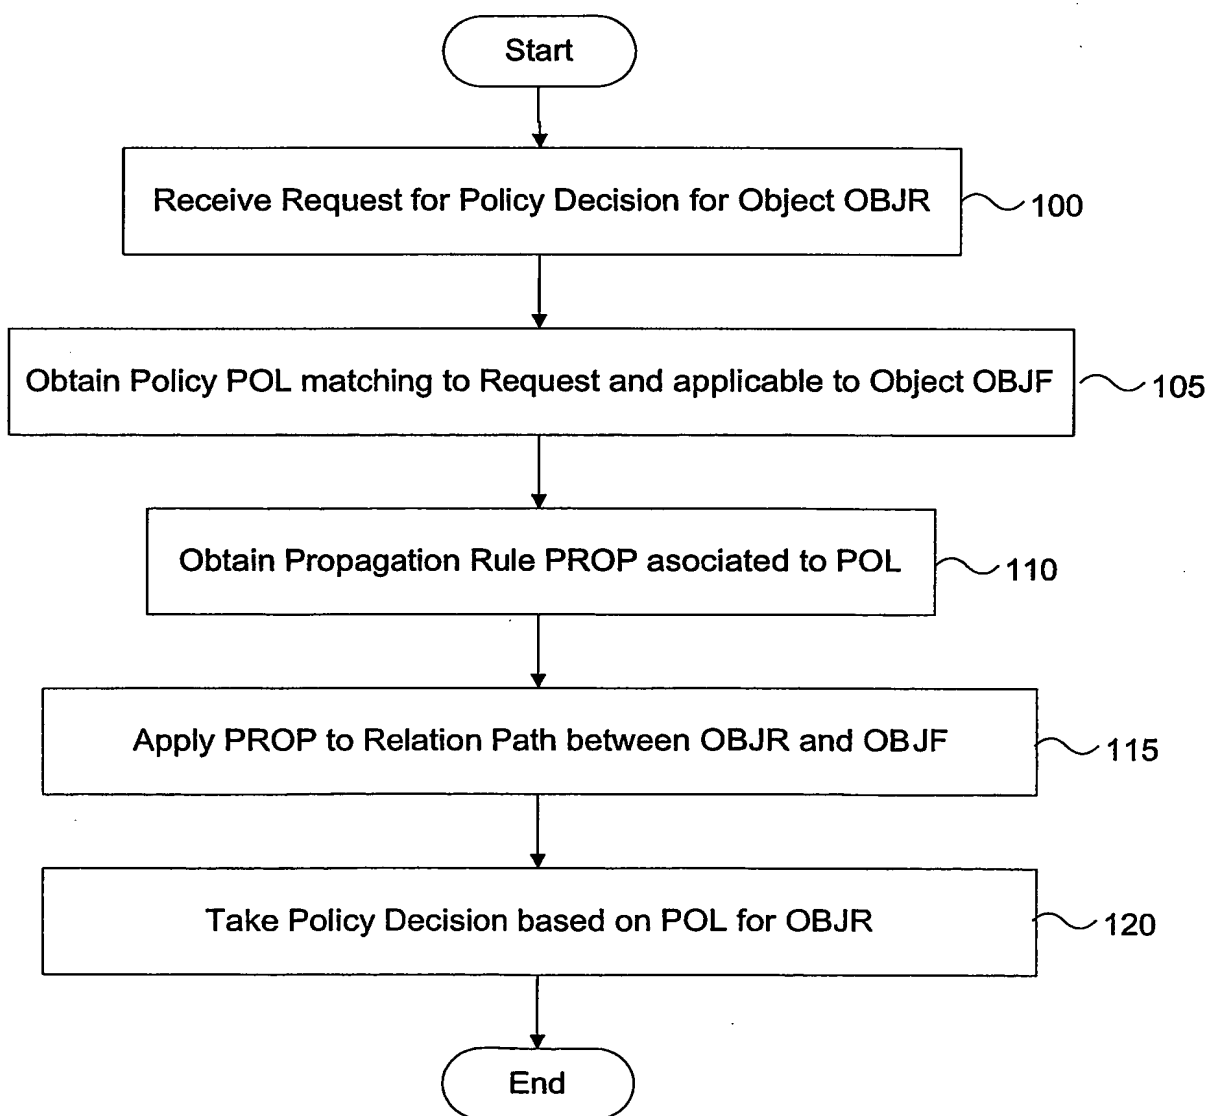 Start
Receive Request for Policy Decision for Object OBJR
100
Obtain Policy POL matching to Request and applicable to Object OBJF
105
Obtain Propagation Rule PROP asociated to POL
110
Apply PROP to Relation Path between OBJR and OBJF
115
Take Policy Decision based on POL for OBJR
120
End